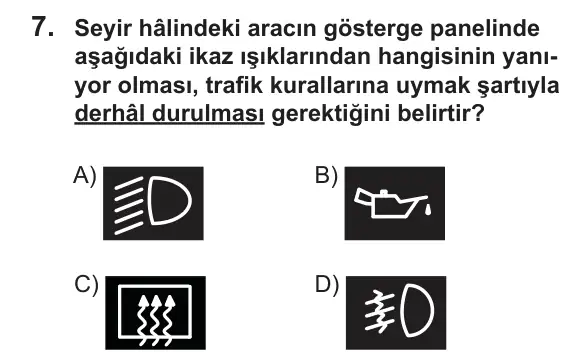 7. Seyir hâlindeki aracın gösterge panelinde
aşağıdaki ikaz ışıklarından hangisinin yanı-
yor olması, trafik kurallarına uymak şartıyla
derhâl durulması gerektiğini belirtir?
A) B)
C) D)